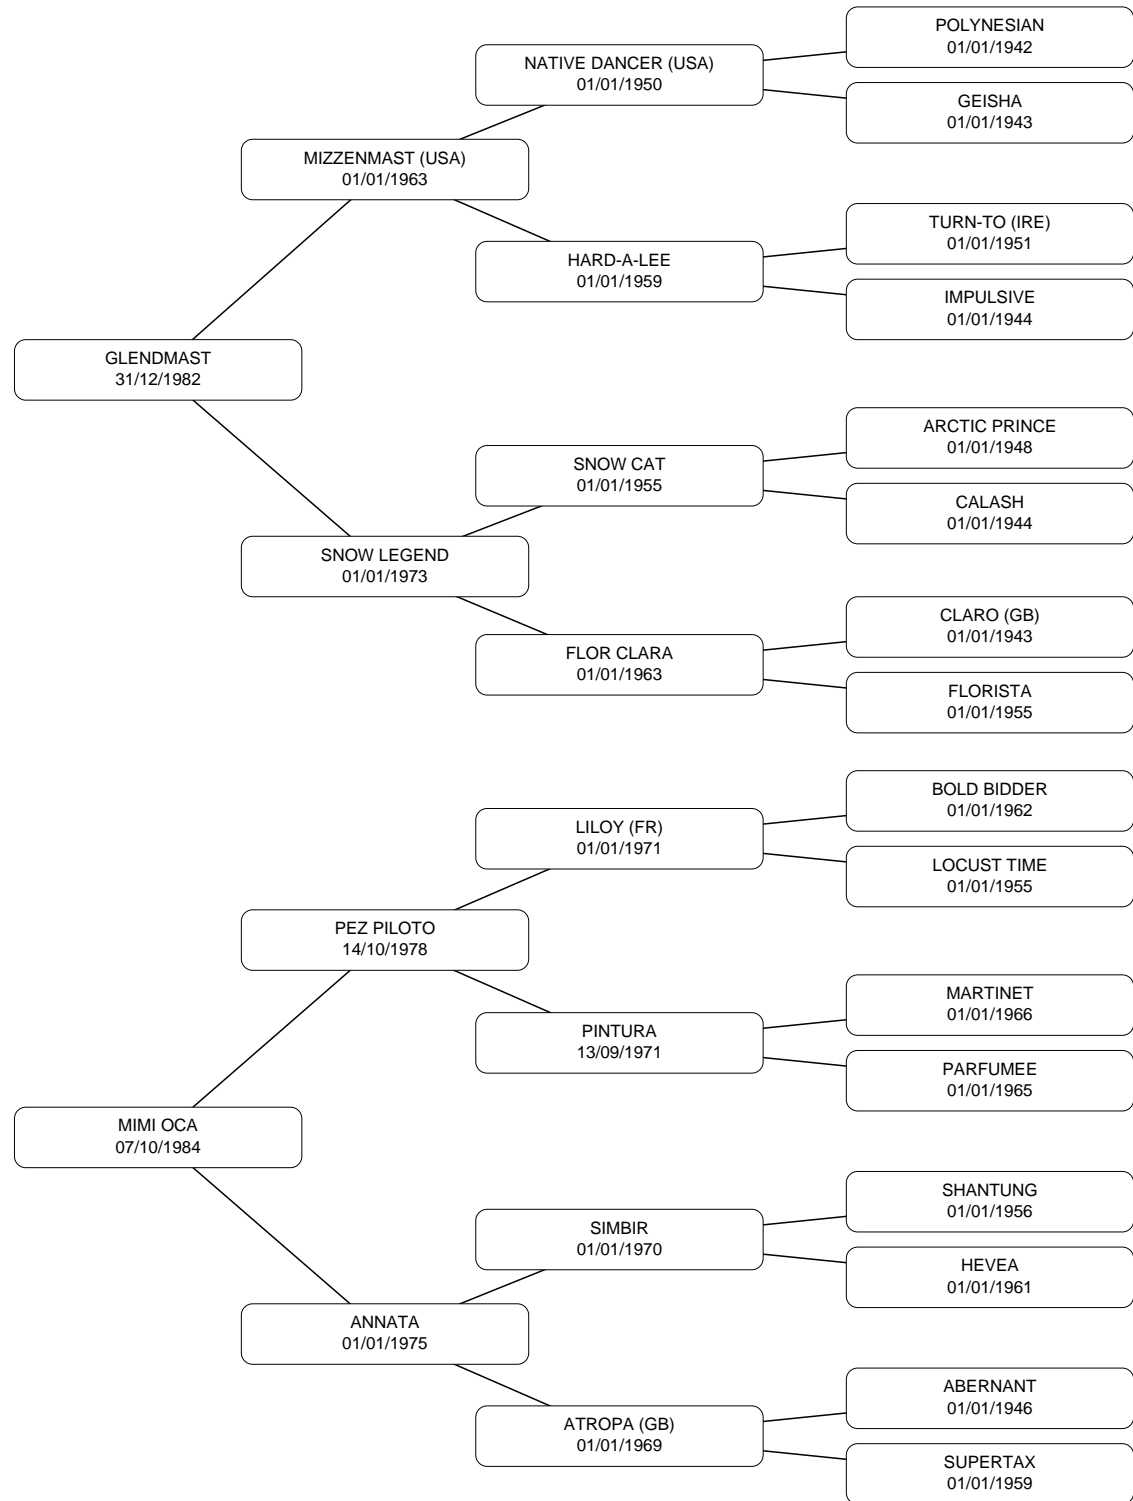 POLYNESIAN
01/01/1942
NATIVE DANCER (USA)
01/01/1950
GEISHA
01/01/1943
MIZZENMAST (USA)
01/01/1963
TURN-TO (IRE)
01/01/1951
HARD-A-LEE
01/01/1959
IMPULSIVE
01/01/1944
GLENDMAST
31/12/1982
ARCTIC PRINCE
01/01/1948
SNOW CAT
01/01/1955
CALASH
01/01/1944
SNOW LEGEND
01/01/1973
CLARO (GB)
01/01/1943
FLOR CLARA
01/01/1963
FLORISTA
01/01/1955
BOLD BIDDER
01/01/1962
LILOY (FR)
01/01/1971
LOCUST TIME
01/01/1955
PEZ PILOTO
14/10/1978
MARTINET
01/01/1966
PINTURA
13/09/1971
PARFUMEE
01/01/1965
MIMI OCA
07/10/1984
SHANTUNG
01/01/1956
SIMBIR
01/01/1970
HEVEA
01/01/1961
ANNATA
01/01/1975
ABERNANT
01/01/1946
ATROPA (GB)
01/01/1969
SUPERTAX
01/01/1959